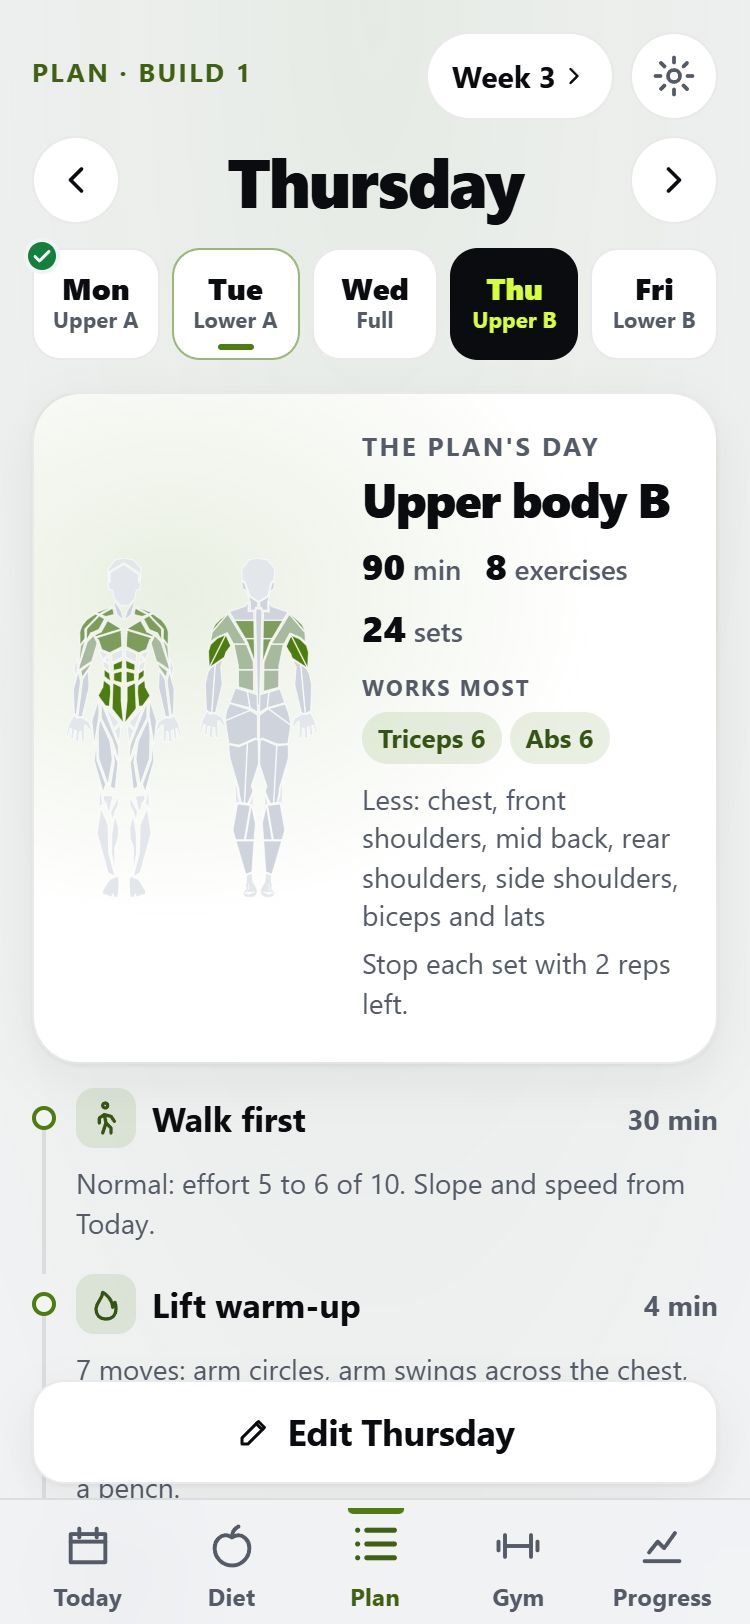 PLAN · BUILD 1
Week 3
Thursday
Mon
Upper A
Tue
Lower A
Wed
Full
Thu
Upper B
Fri
Lower B
THE PLAN'S DAY
Upper body B
90 min 8 exercises
24 sets
WORKS MOST
Triceps 6
Abs 6
Less: chest, front
shoulders, mid back, rear
shoulders, side shoulders,
biceps and lats
Stop each set with 2 reps
left.
Walk first
30 min
Normal: effort 5 to 6 of 10. Slope and speed from
Today.
Lift warm-up
4 min
7 moves: arm circles, arm swings across the chest,
Edit Thursday
a bench.
Today
Diet
Plan
Gym
Progress